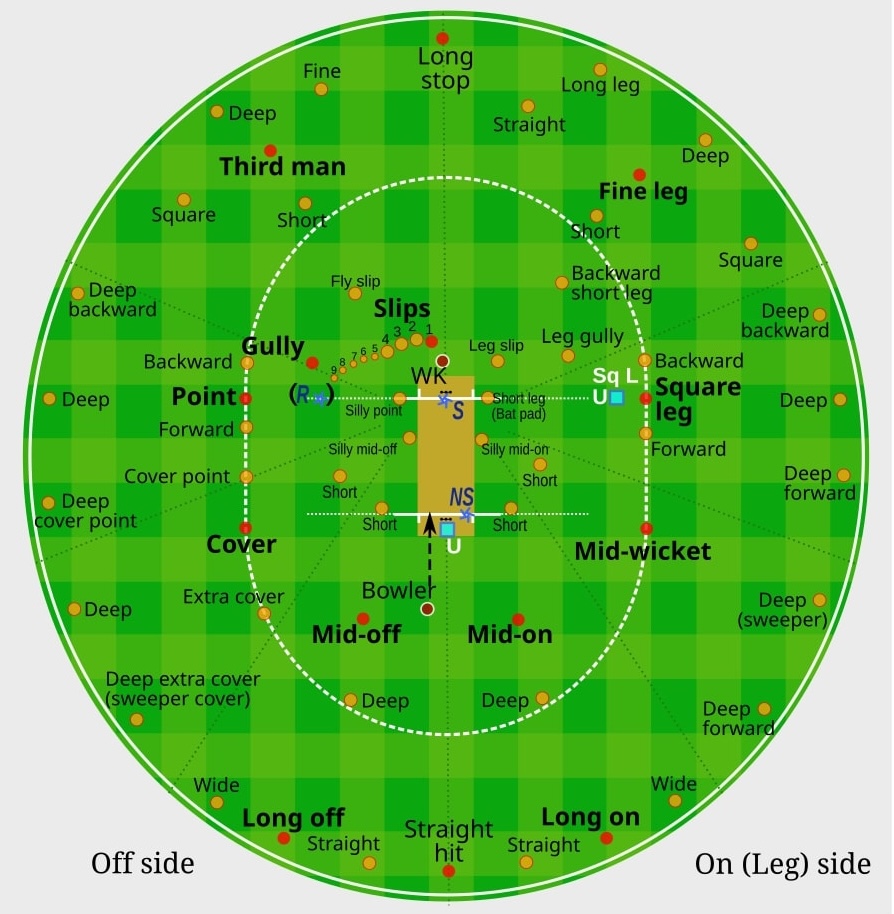 Long
stop
Fine
Long leg
Deep
Straight
Deep
Third man
Fine leg
Square
Short
Short
Square
Fly slip
Backward
short leg
Deep
backward
Slips
Deep
backward
1
2
3
4
5
6
7
8
9
Gully
Leg slip
Leg gully
Backward
WK
Backward
Sq L
U
Point
(R)
Silly point
S
Short leg
(Bat pad)
Square
leg
Deep
Deep
Forward
Silly mid-off
Silly mid-on
Forward
Cover point
Short
Short
Deep
forward
NS
Deep
cover point
Short
Short
Cover
U
Mid-wicket
Bowler
Extra cover
Deep
Deep
(sweeper)
Mid-off
Mid-on
Deep extra cover
(sweeper cover)
Deep
Deep
Deep
forward
Wide
Wide
Long off
Straight
hit
Long on
Straight
Straight
Off side
On (Leg) side